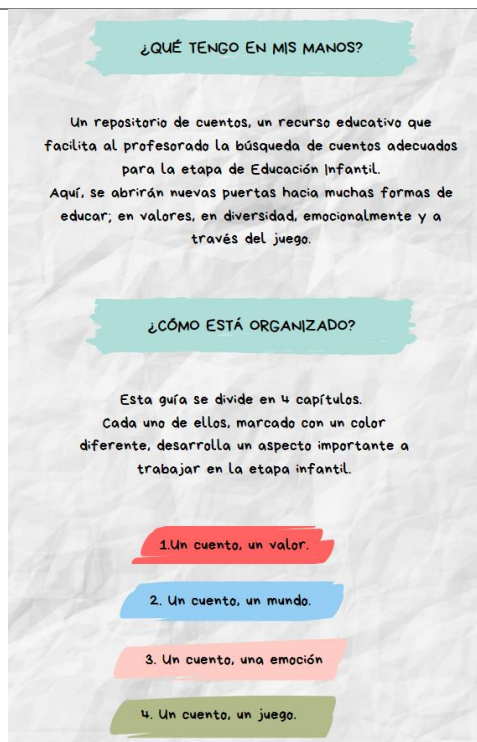 ¿QUÉ TENGO EN MIS MANOS?
Un repositorio de cuentos, un recurso educativo que
facilita al profesorado la búsqueda de cuentos adecuados
para la etapa de Educación Infantil.
Aquí, se abrirán nuevas puertas hacia muchas formas de
educar; en valores, en diversidad, emocionalmente y a
través del juego.
¿CÓMO ESTÁ ORGANIZADO?
Esta guía se divide en 4 capítulos.
Cada uno de ellos, marcado con un color
diferente, desarrolla un aspecto importante a
trabajar en la etapa infantil.
1.Un cuento, un valor.
2. Un cuento, un mundo.
3. Un cuento, una emoción
4. Un cuento, un juego.